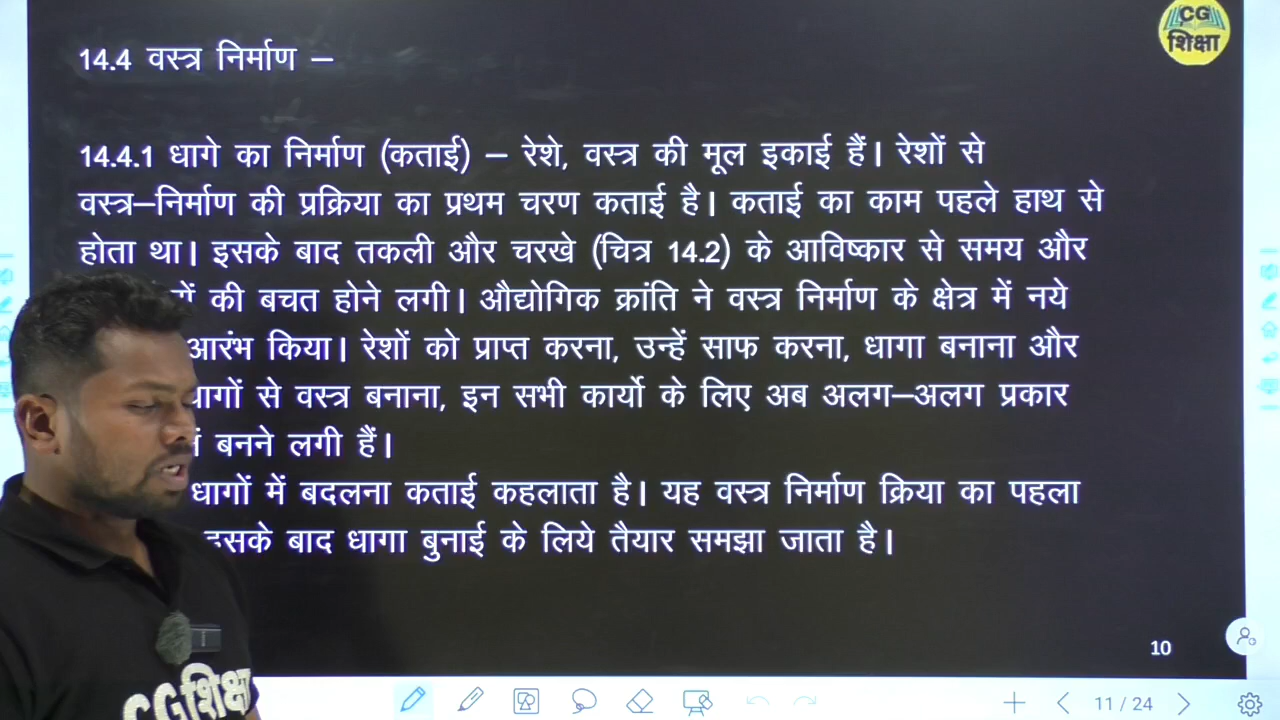 CG
शिक्षा
14.4 वस्त्र निर्माण –
14.4.1 धागे का निर्माण (कताई) – रेशे, वस्त्र की मूल इकाई हैं। रेशों से
वस्त्र–निर्माण की प्रक्रिया का प्रथम चरण कताई है। कताई का काम पहले हाथ से
होता था। इसके बाद तकली और चरखे (चित्र 14.2) के आविष्कार से समय और
की बचत होने लगी। औद्योगिक क्रांति ने वस्त्र निर्माण के क्षेत्र में नये
आरंभ किया। रेशों को प्राप्त करना, उन्हें साफ करना, धागा बनाना और
से वस्त्र बनाना, इन सभी कार्यो के लिए अब अलग–अलग प्रकार
बनने लगी हैं।
धागों में बदलना कताई कहलाता है। यह वस्त्र निर्माण क्रिया का पहला
इसके बाद धागा बुनाई के लिये तैयार समझा जाता है।
10
CGशिक्षा
11 / 24